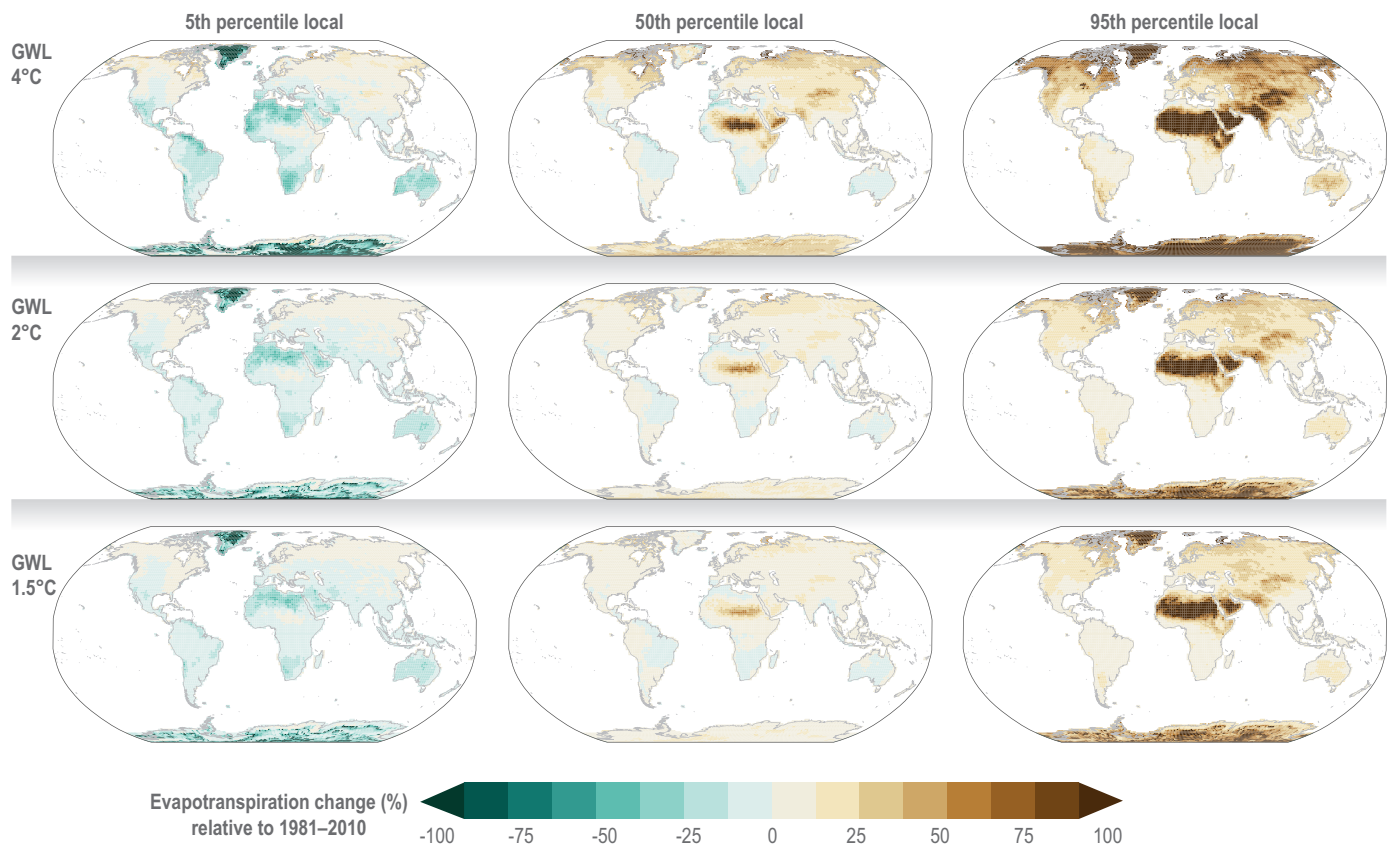 5th percentile local
50th percentile local
95th percentile local
GWL
4°C
GWL
2°C
GWL
1.5°C
Evapotranspiration change (%)
relative to 1981–2010
-100 -75 -50 -25 0 25 50 75 100